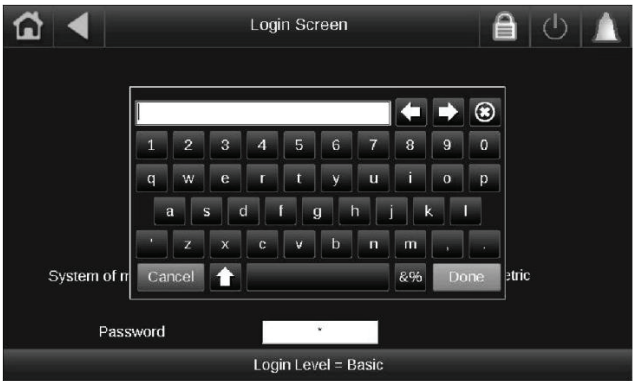 Login Screen
1 2 3 4 5 6 7 8 9 0
q w e r t y u i o p
a s d f g h j k l
' z x c v b n m , .
System of m Cancel &% Done etric
Password *
Login Level = Basic